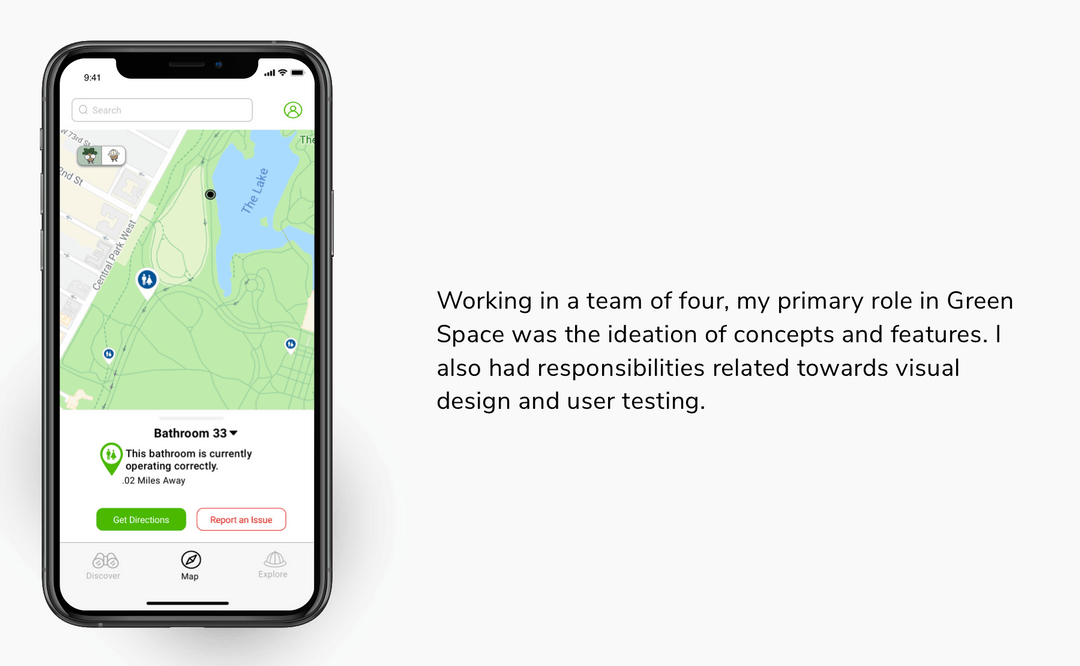 9:41
Search
W 73rd St
2nd St
The
The Lake
Central Park West
Bathroom 33
This bathroom is currently
operating correctly.
.02 Miles Away
Get Directions
Report an Issue
Discover
Map
Explore
Working in a team of four, my primary role in Green
Space was the ideation of concepts and features. I
also had responsibilities related towards visual
design and user testing.